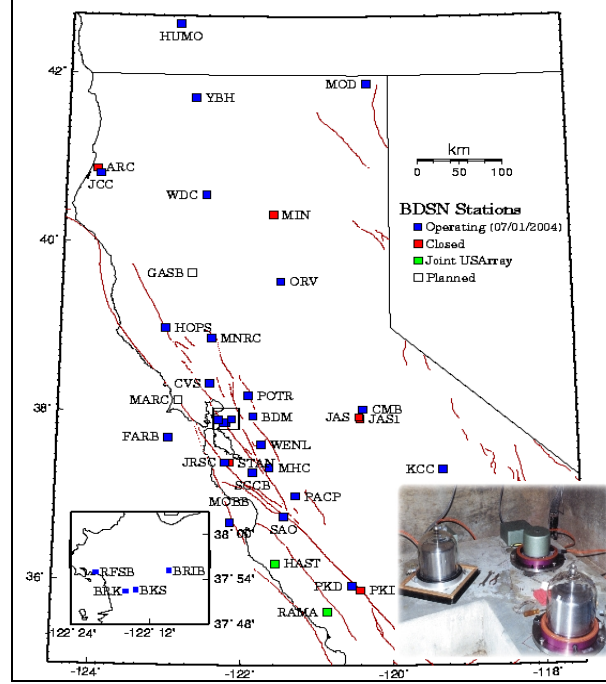 HUMO
42°
MOD
YBH
km
0 50 100
ARC
JCC
WDC
BDSN Stations
MIN
Operating (07/01/2004)
Closed
40°
Joint USArray
GASB
Planned
ORV
HOPS
MNRC
CVS
POTR
MARC
CMB
38°
BDM
JAS
JAS1
FARB
WENL
JRSC
STAN
MHC
KCC
SGCB
MOBB
PACP
SAO
38° 00'
HAST
RFSB
BRIB
37° 54'
BRK
BKS
36°
PKD
PKI
RAMA
37° 48'
-122° 24'
-122° 12'
-124°
-122°
-120°
-118°